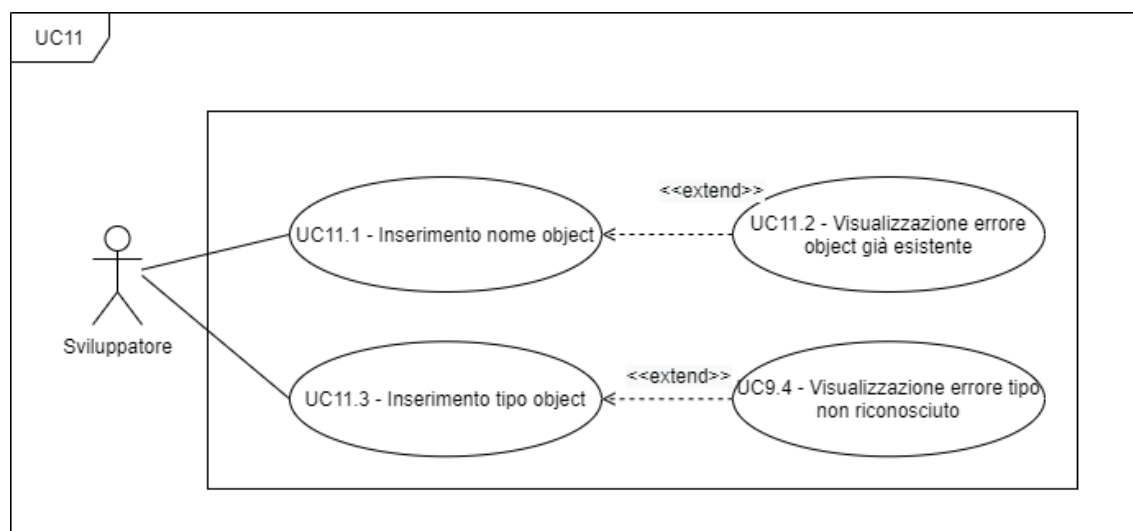 UC11
<<extend>>
UC11.1 - Inserimento nome object
UC11.2 - Visualizzazione errore
object già esistente
Sviluppatore
<<extend>>
UC11.3 - Inserimento tipo object
UC9.4 - Visualizzazione errore tipo
non riconosciuto